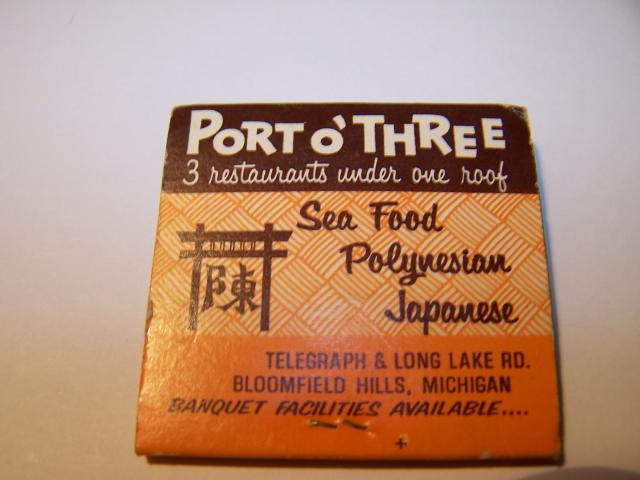 PORT O' THREE
3 restaurants under one roof
Sea Food
Polynesian
Japanese
陳
TELEGRAPH & LONG LAKE RD.
BLOOMFIELD HILLS, MICHIGAN
BANQUET FACILITIES AVAILABLE....